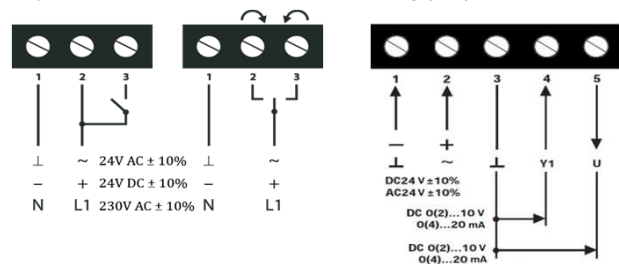 1 2 3
1 2 3
1 2 3 4 5
⊥ ~ 24V AC ± 10% ⊥ ~
– + 24V DC ± 10% – +
N L1 230V AC ± 10% N L1
– +
⊥ ~ ⊥ Y1 U
DC24 V ±10%
AC24V ±10%
DC 0(2)...10 V
0(4)...20 mA
DC 0(2)...10 V
0(4)...20 mA